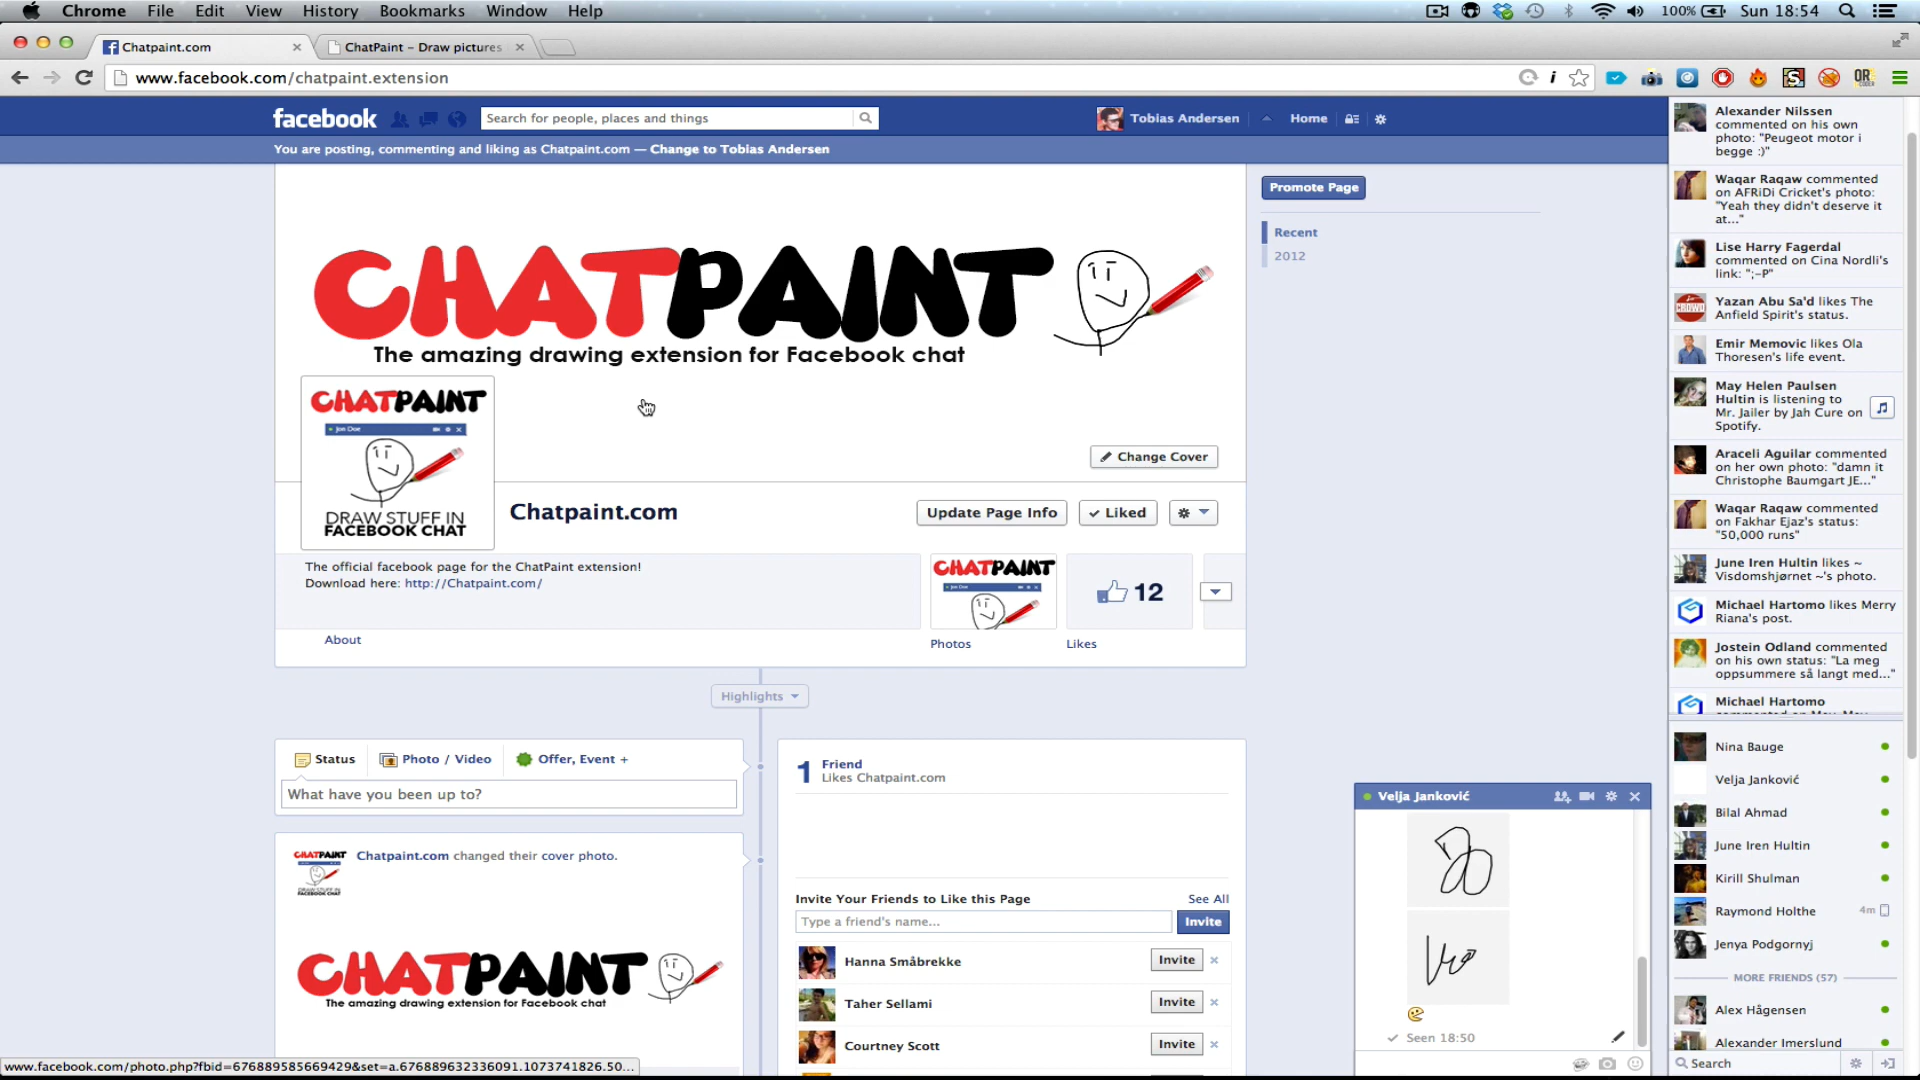 Chrome File Edit View History Bookmarks Window Help
100% Sun 18:54
Chatpaint.com
ChatPaint – Draw pictures
www.facebook.com/chatpaint.extension
facebook
Search for people, places and things
Tobias Andersen
Home
You are posting, commenting and liking as Chatpaint.com — Change to Tobias Andersen
CHATPAINT
The amazing drawing extension for Facebook chat
Promote Page
Recent
2012
CHATPAINT
Jon Doe
DRAW STUFF IN
FACEBOOK CHAT
Change Cover
Chatpaint.com
Update Page Info
Liked
The official facebook page for the ChatPaint extension!
Download here: http://Chatpaint.com/
About
CHATPAINT
Jon Doe
Photos
12
Likes
Highlights
Status
Photo / Video
Offer, Event +
What have you been up to?
CHATPAINT
DRAW STUFF IN
FACEBOOK CHAT
Chatpaint.com changed their cover photo.
CHATPAINT
The amazing drawing extension for Facebook chat
1 Friend
Likes Chatpaint.com
Invite Your Friends to Like this Page
See All
Type a friend's name...
Invite
Hanna Småbrekke
Invite
Taher Sellami
Invite
Courtney Scott
Invite
Velja Janković
Seen 18:50
Alexander Nilssen
commented on his own
photo: "Peugeot motor i
begge :)"
Waqar Raqaw commented
on AFRiDi Cricket's photo:
"Yeah they didn't deserve it
at..."
Lise Harry Fagerdal
commented on Cina Nordli's
link: ";-P"
Yazan Abu Sa'd likes The
Anfield Spirit's status.
Emir Memovic likes Ola
Thoresen's life event.
May Helen Paulsen
Hultin is listening to
Mr. Jailer by Jah Cure on
Spotify.
Araceli Aguilar commented
on her own photo: "damn it
Christophe Baumgart JE..."
Waqar Raqaw commented
on Fakhar Ejaz's status:
"50,000 runs"
June Iren Hultin likes ~
Visdomshjørnet ~'s photo.
Michael Hartomo likes Merry
Riana's post.
Jostein Odland commented
on his own status: "La meg
oppsummere så langt med..."
Michael Hartomo
Nina Bauge
Velja Janković
Bilal Ahmad
June Iren Hultin
Kirill Shulman
Raymond Holthe
4m
Jenya Podgornyj
MORE FRIENDS (57)
Alex Hågensen
Alexander Imerslund
Search
www.facebook.com/photo.php?fbid=676889585669429&set=a.676889632336091.1073741826.50...